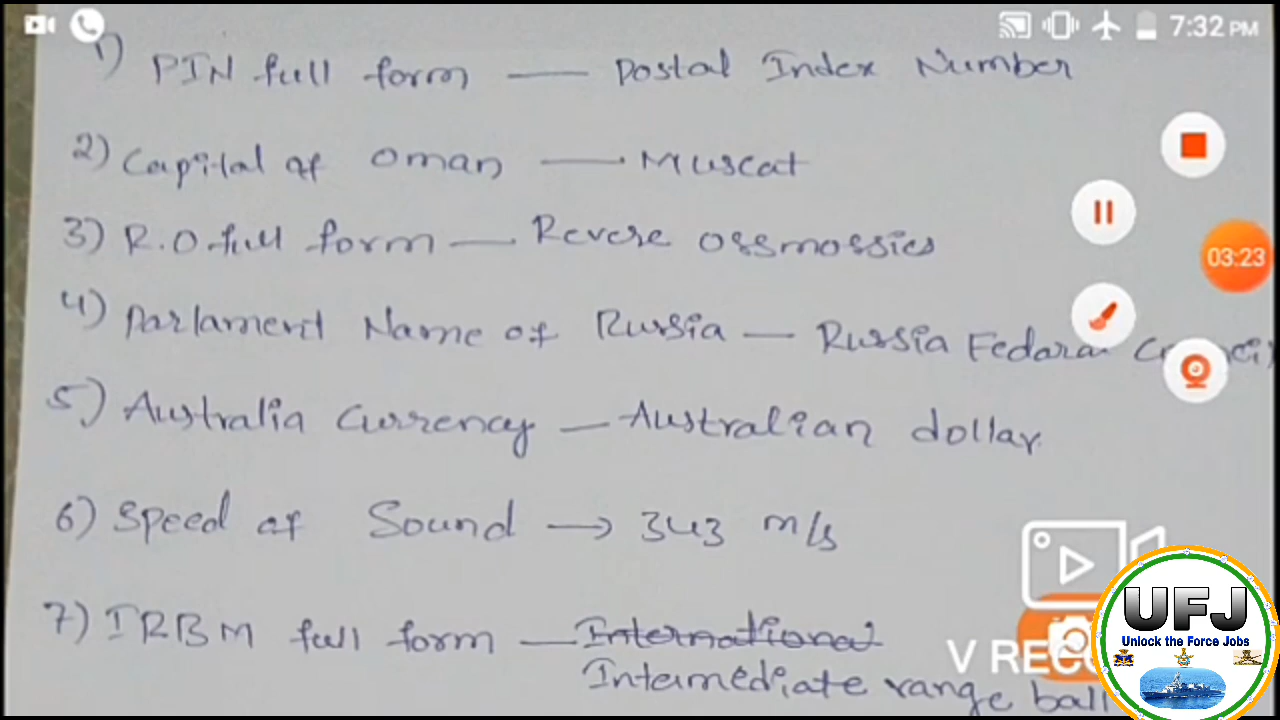 7:32 PM
1) PIN full form — Postal Index Number
2) Capital of Oman — Muscat
3) R.O. full form — Revere ossmossies
03:23
4) Parlament Name of Russia — Russia Fedaral
5) Australia Currency — Australian dollar
6) Speed of Sound → 343 m/s
7) IRBM full form — International
Intermediate range ball
V RECO
UFJ
Unlock the Force Jobs